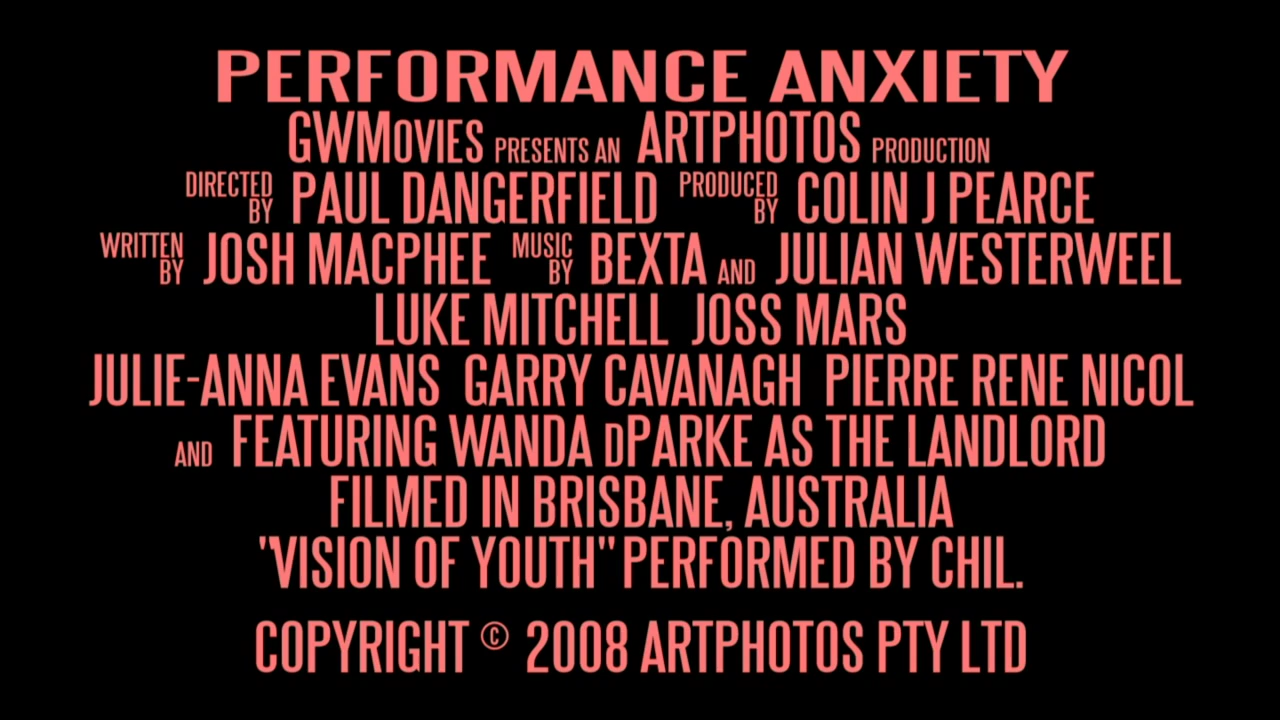 PERFORMANCE ANXIETY
GWMOVIES PRESENTS AN ARTPHOTOS PRODUCTION
DIRECTED BY PAUL DANGERFIELD PRODUCED BY COLIN J PEARCE
WRITTEN BY JOSH MACPHEE MUSIC BY BEXTA AND JULIAN WESTERWEEL
LUKE MITCHELL JOSS MARS
JULIE-ANNA EVANS GARRY CAVANAGH PIERRE RENE NICOL
AND FEATURING WANDA DPARKE AS THE LANDLORD
FILMED IN BRISBANE, AUSTRALIA
"VISION OF YOUTH" PERFORMED BY CHIL.
COPYRIGHT © 2008 ARTPHOTOS PTY LTD